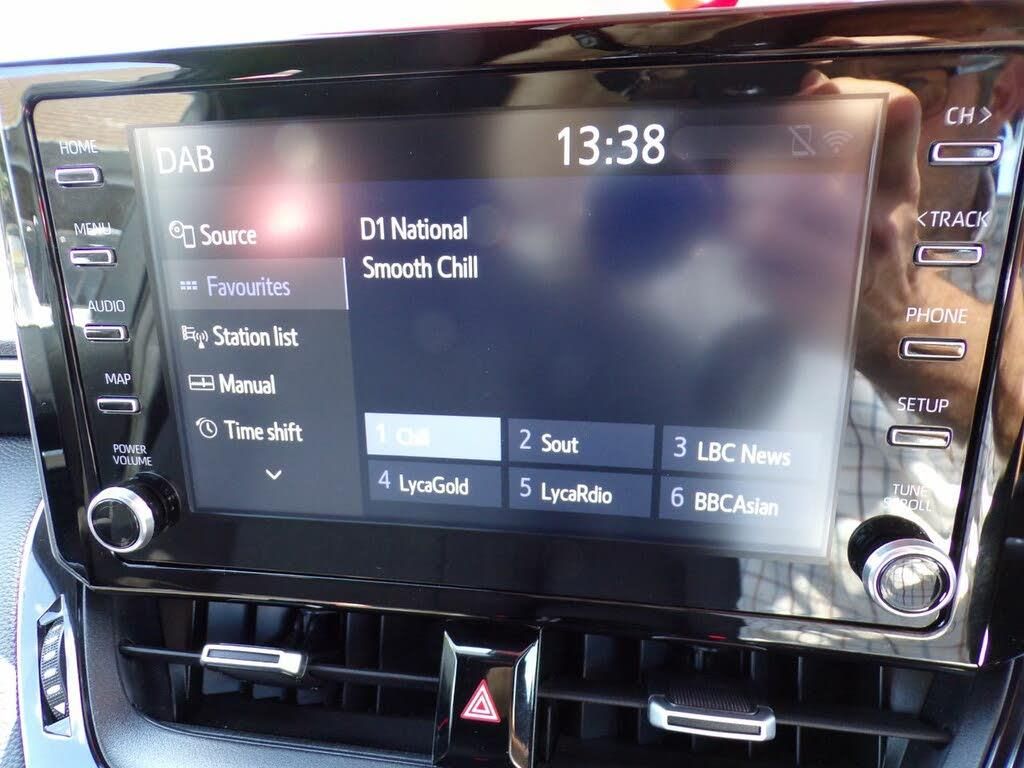 HOME
MENU
AUDIO
MAP
POWER
VOLUME
DAB
13:38
Source
Favourites
Station list
Manual
Time shift
D1 National
Smooth Chill
1 Chill
2 Sout
3 LBC News
4 LycaGold
5 LycaRdio
6 BBCAsian
CH >
< TRACK
PHONE
SETUP
TUNE
SCROLL